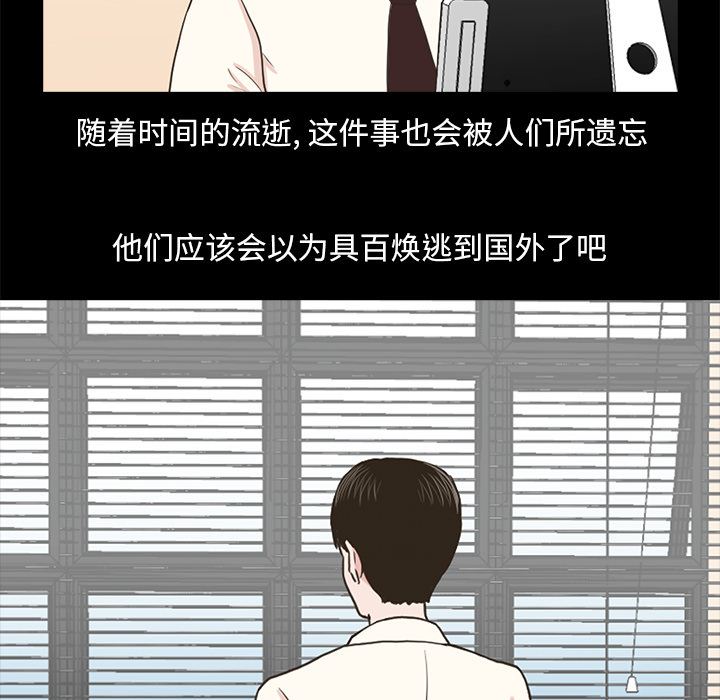 随着时间的流逝, 这件事也会被人们所遗忘
他们应该会以为具百焕逃到国外了吧